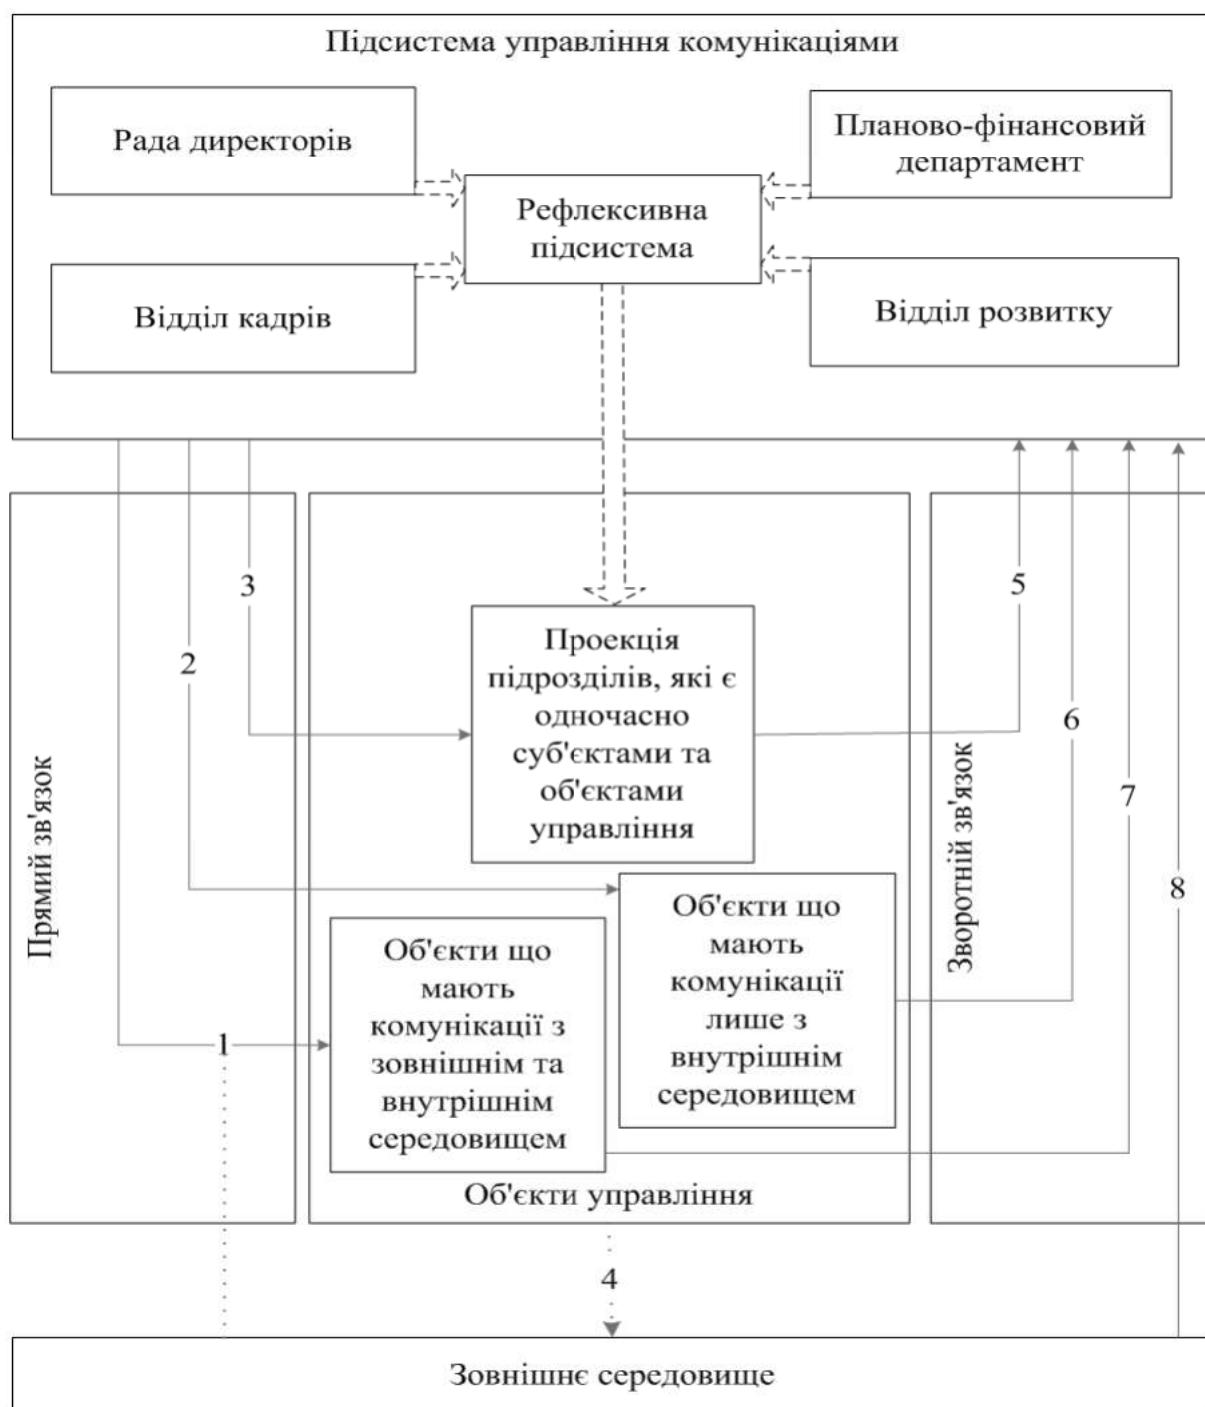 Підсистема управління комунікаціями
Рада директорів
Планово-фінансовий
департамент
Рефлексивна
підсистема
Відділ кадрів
Відділ розвитку
3
5
2
Проекція
підрозділів, які є
одночасно
суб'єктами та
об'єктами
управління
6
7
Прямий зв'язок
Зворотній зв'язок
8
Об'єкти що
мають
комунікації
лише з
внутрішнім
середовищем
1
Об'єкти що
мають
комунікації з
зовнішнім та
внутрішнім
середовищем
Об'єкти управління
4
Зовнішнє середовище